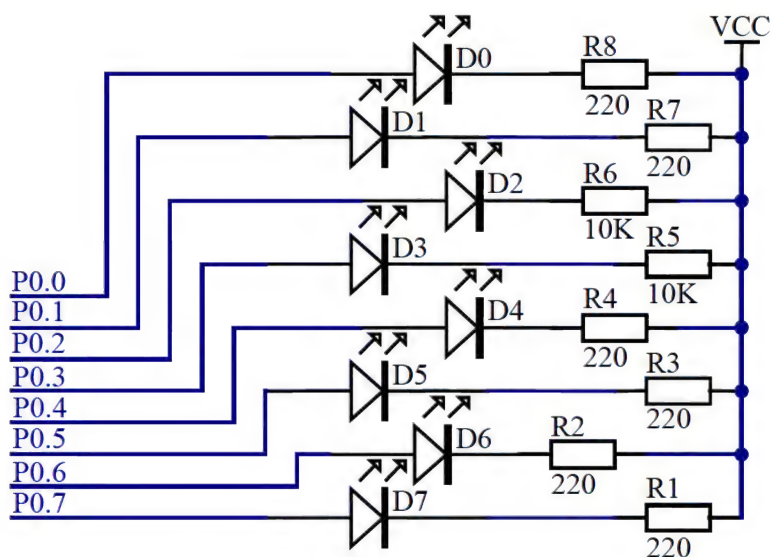 VCC
D0
R8
220
D1
R7
220
D2
R6
10K
D3
R5
10K
P0.0
P0.1
P0.2
P0.3
P0.4
P0.5
P0.6
P0.7
D4
R4
220
D5
R3
220
D6
R2
220
D7
R1
220